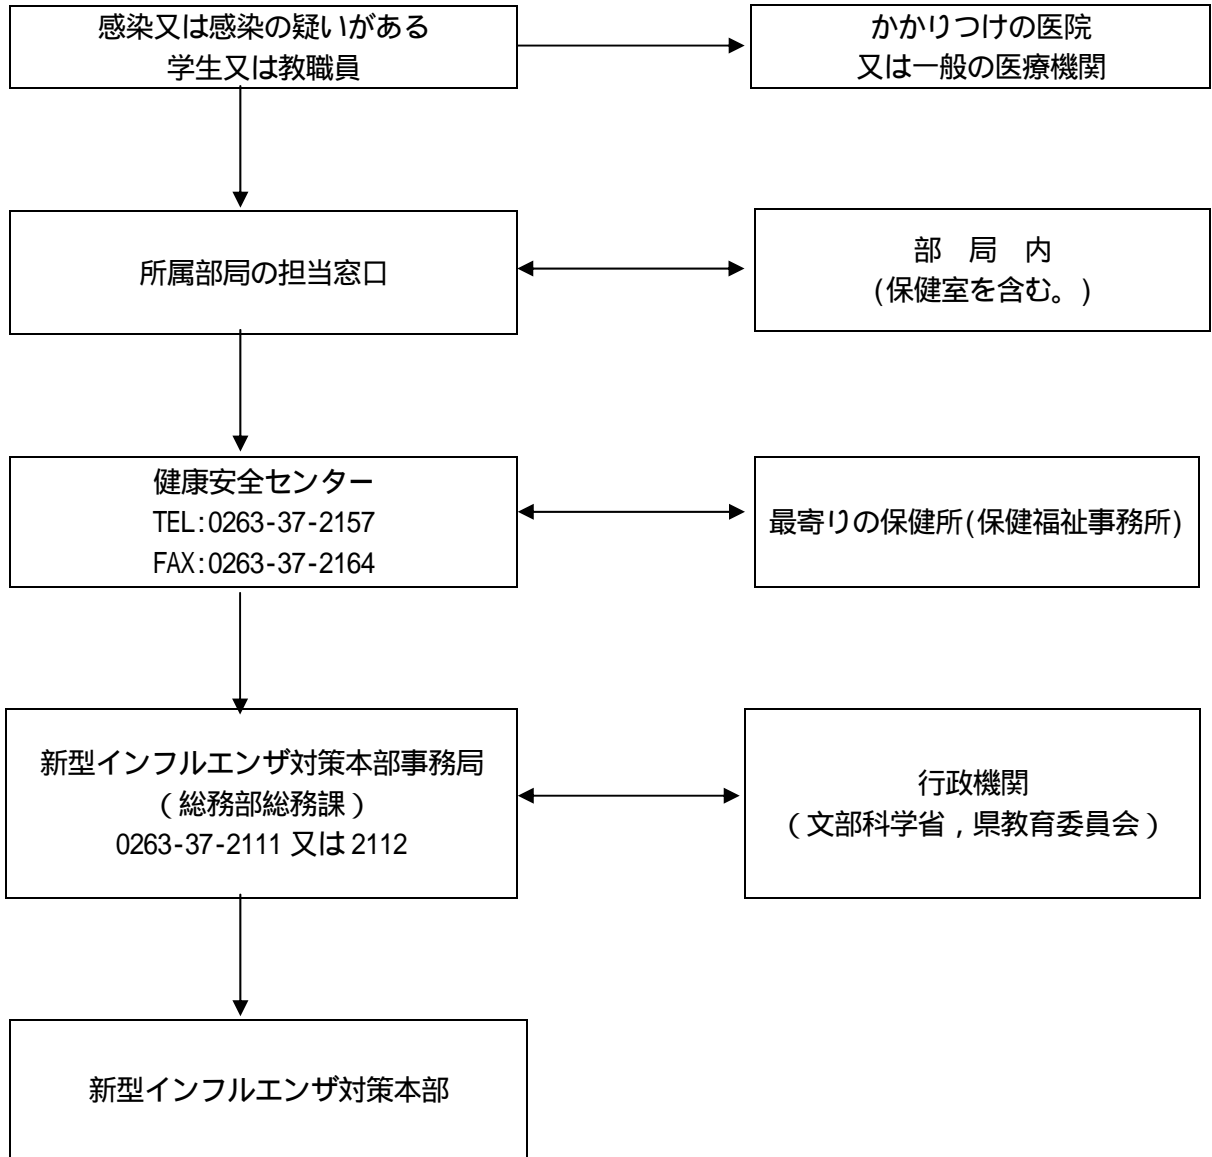 感染又は感染の疑いがある
学生又は教職員
かかりつけの医院
又は一般の医療機関
所属部局の担当窓口
部　局　内
(保健室を含む。)
健康安全センター
TEL:0263-37-2157
FAX:0263-37-2164
最寄りの保健所(保健福祉事務所)
新型インフルエンザ対策本部事務局
（総務部総務課）
0263-37-2111 又は 2112
行政機関
（文部科学省，県教育委員会）
新型インフルエンザ対策本部